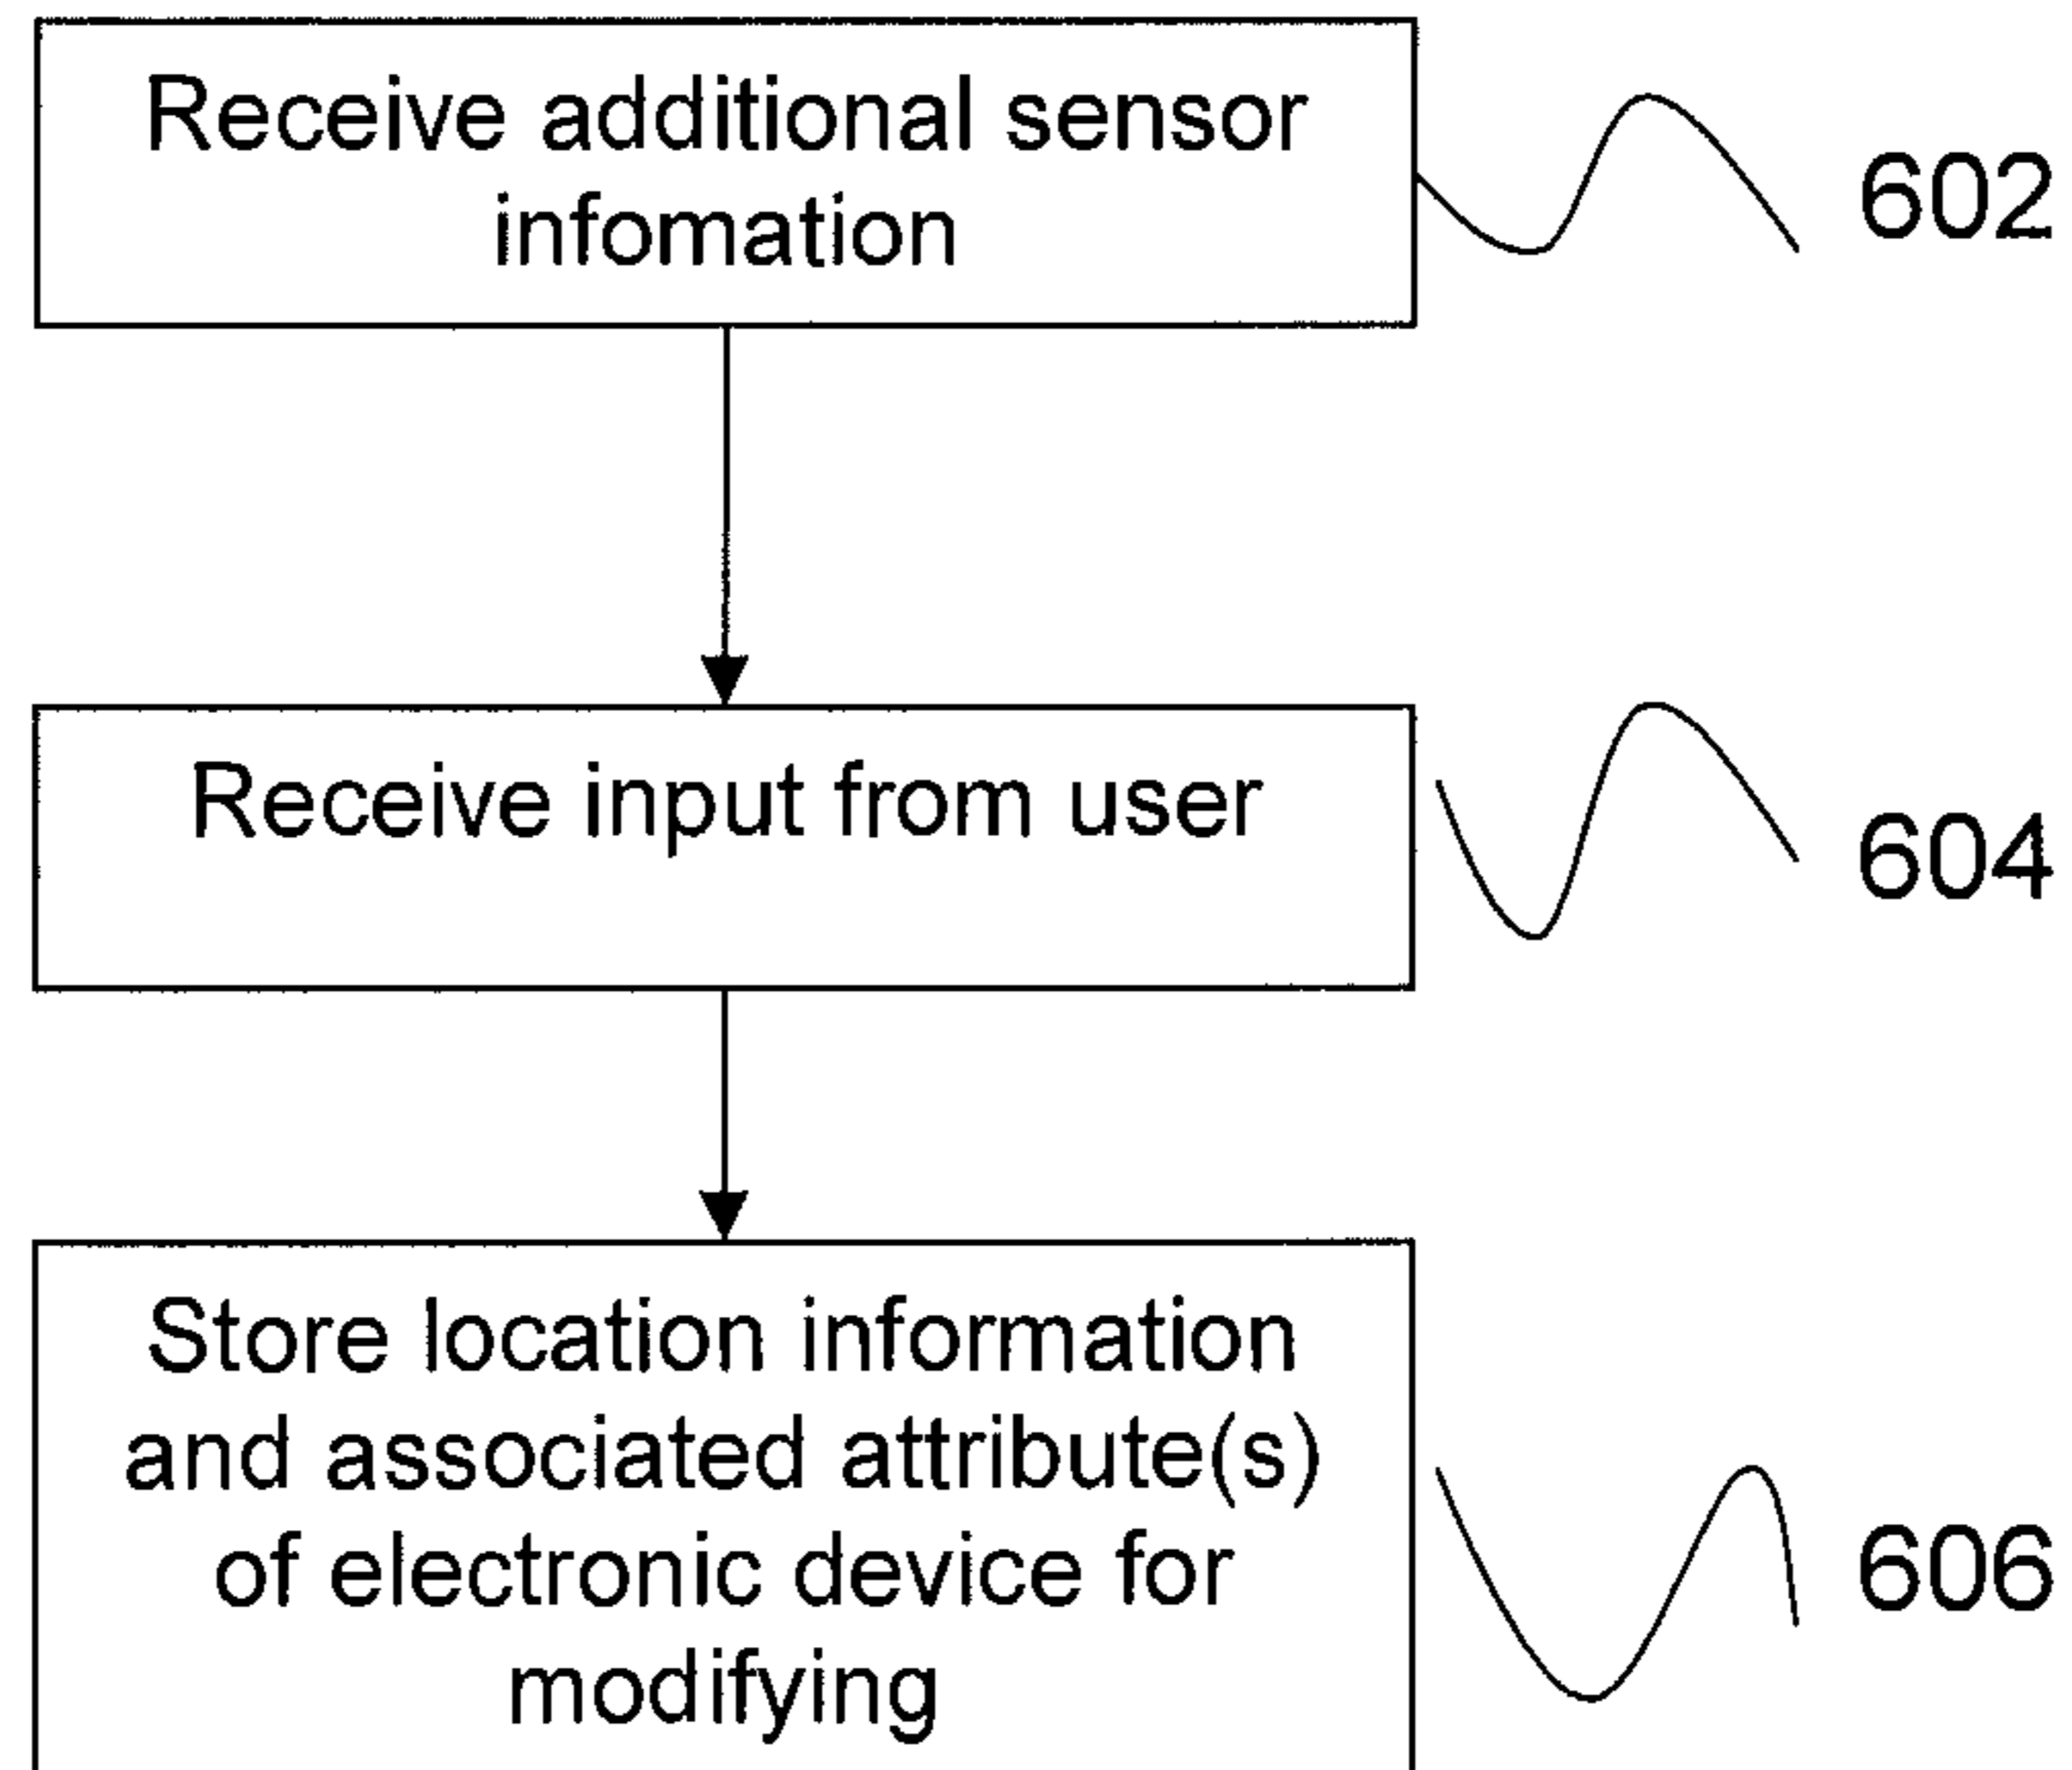 Receive additional sensor
infomation
602
Receive input from user
604
Store location information
and associated attribute(s)
of electronic device for
modifying
606